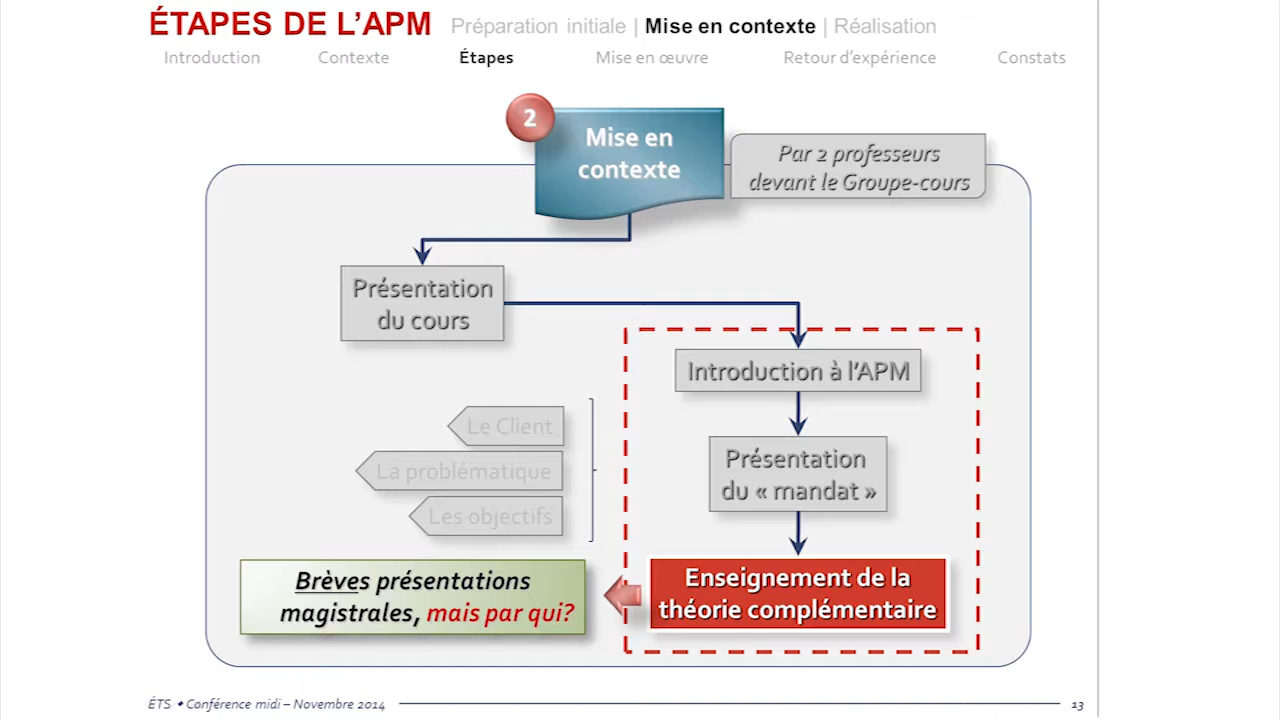 ÉTAPES DE L’APM Préparation initiale | Mise en contexte | Réalisation
Introduction Contexte Étapes Mise en œuvre Retour d’expérience Constats
2
Mise en
contexte
Par 2 professeurs
devant le Groupe-cours
Présentation
du cours
Introduction à l’APM
Présentation
du « mandat »
Le Client
La problématique
Les objectifs
Enseignement de la
théorie complémentaire
Brèves présentations
magistrales, mais par qui?
ÉTS ♦ Conférence midi – Novembre 2014
13